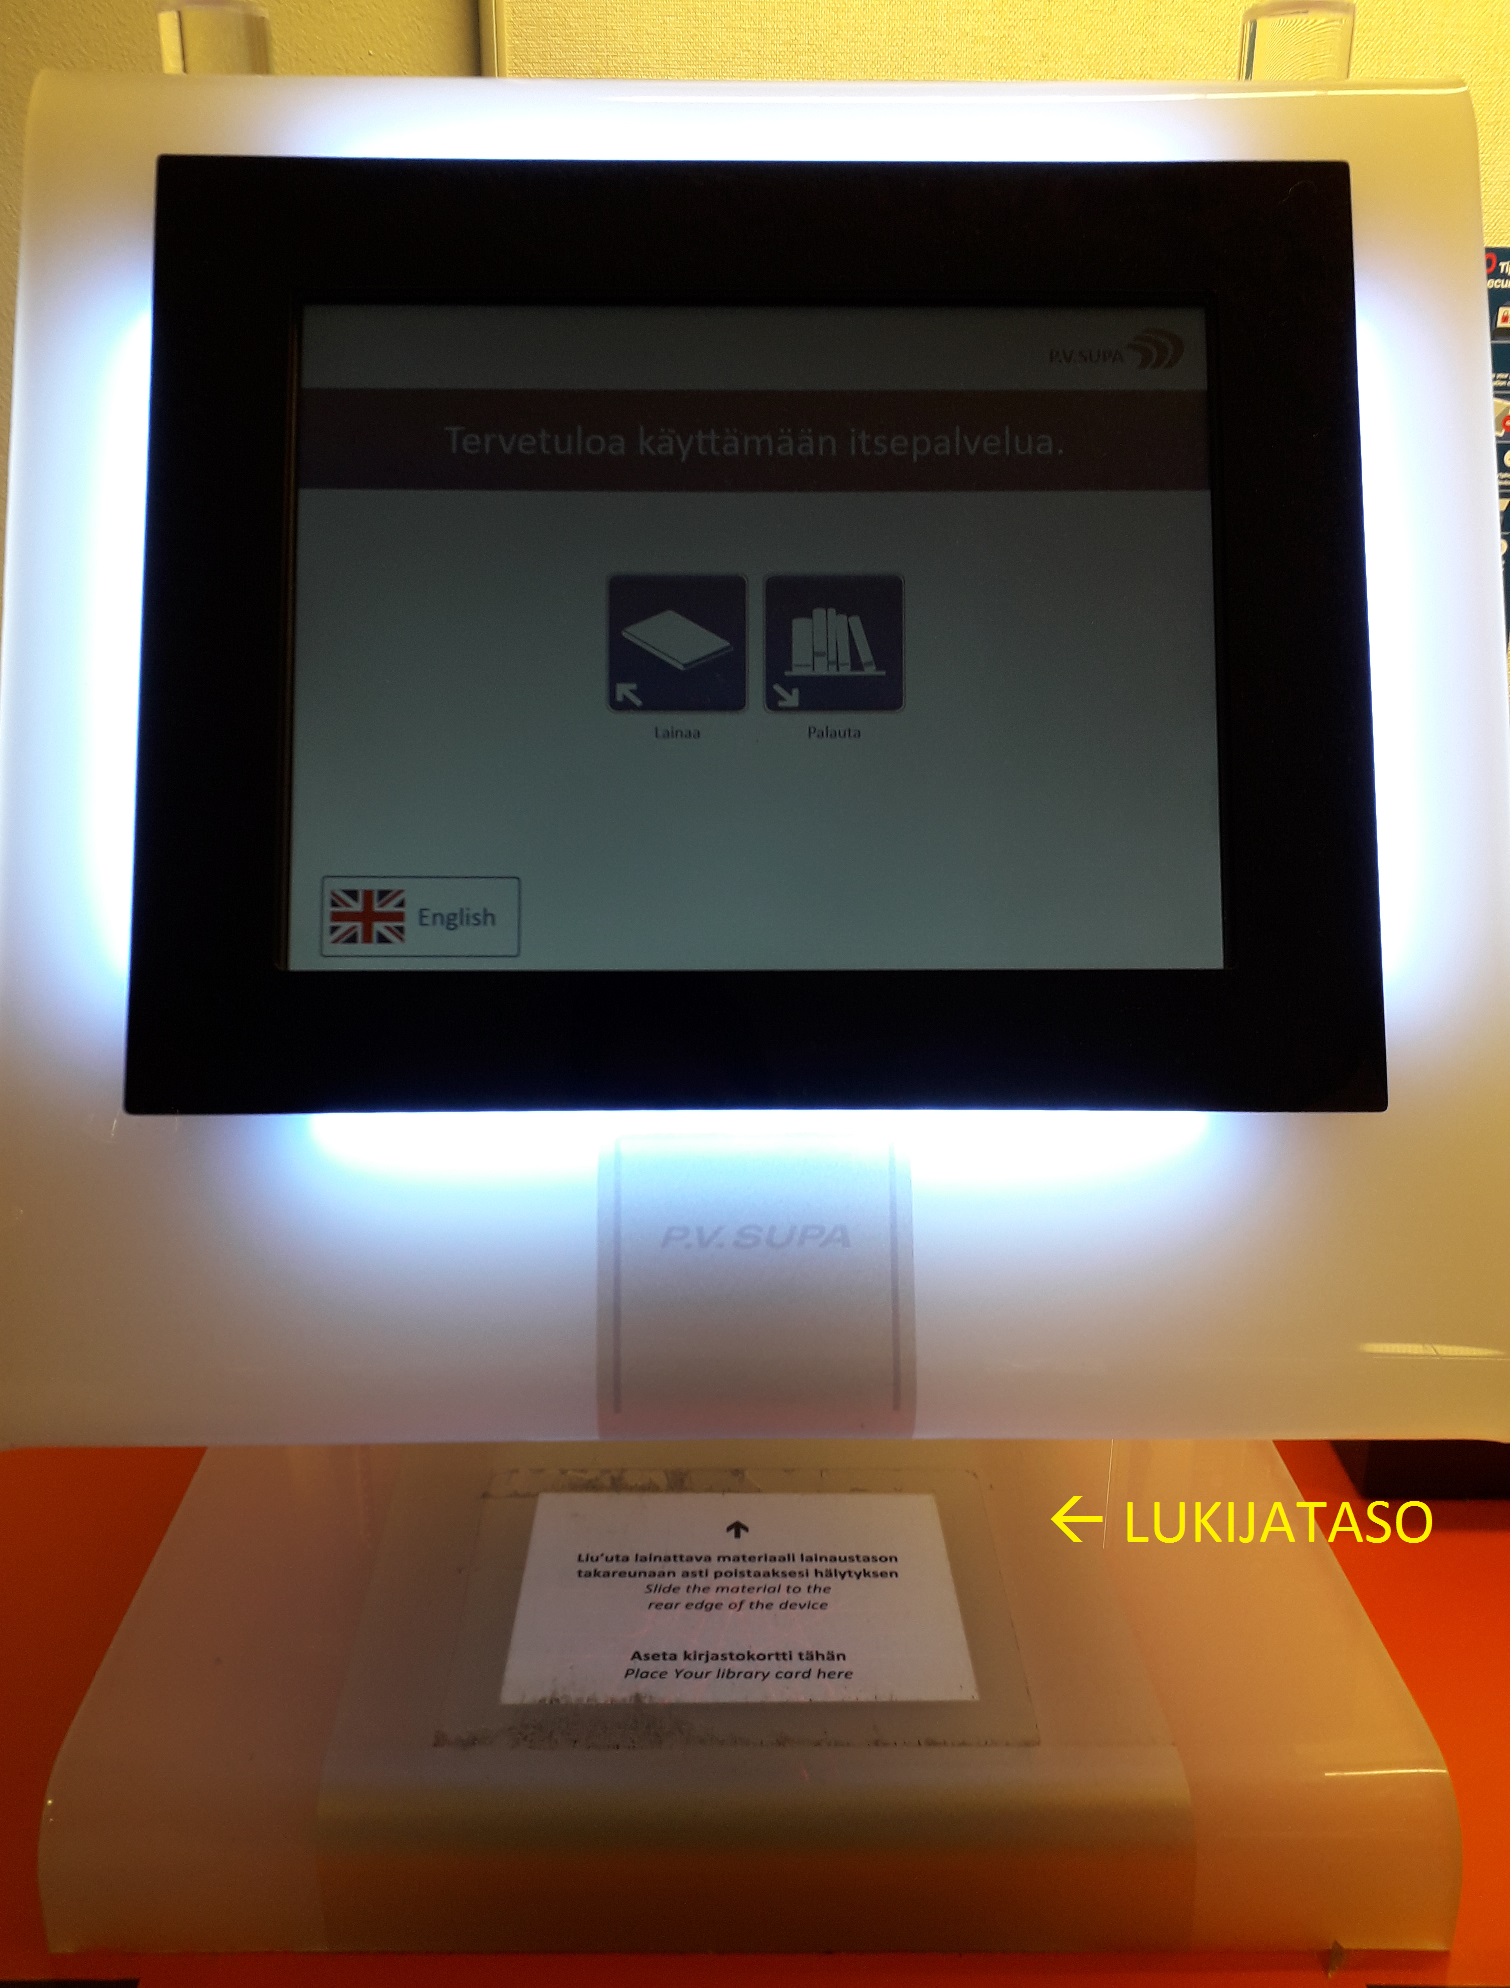 P.V. SUPA
Tervetuloa käyttämään itsepalvelua.
Lainaa
Palauta
English
P.V. SUPA
← LUKIJATASO
Liu'uta lainattava materiaali lainaustason
takareunaan asti poistaaksesi hälytyksen
Slide the material to the
rear edge of the device
Aseta kirjastokortti tähän
Place Your library card here